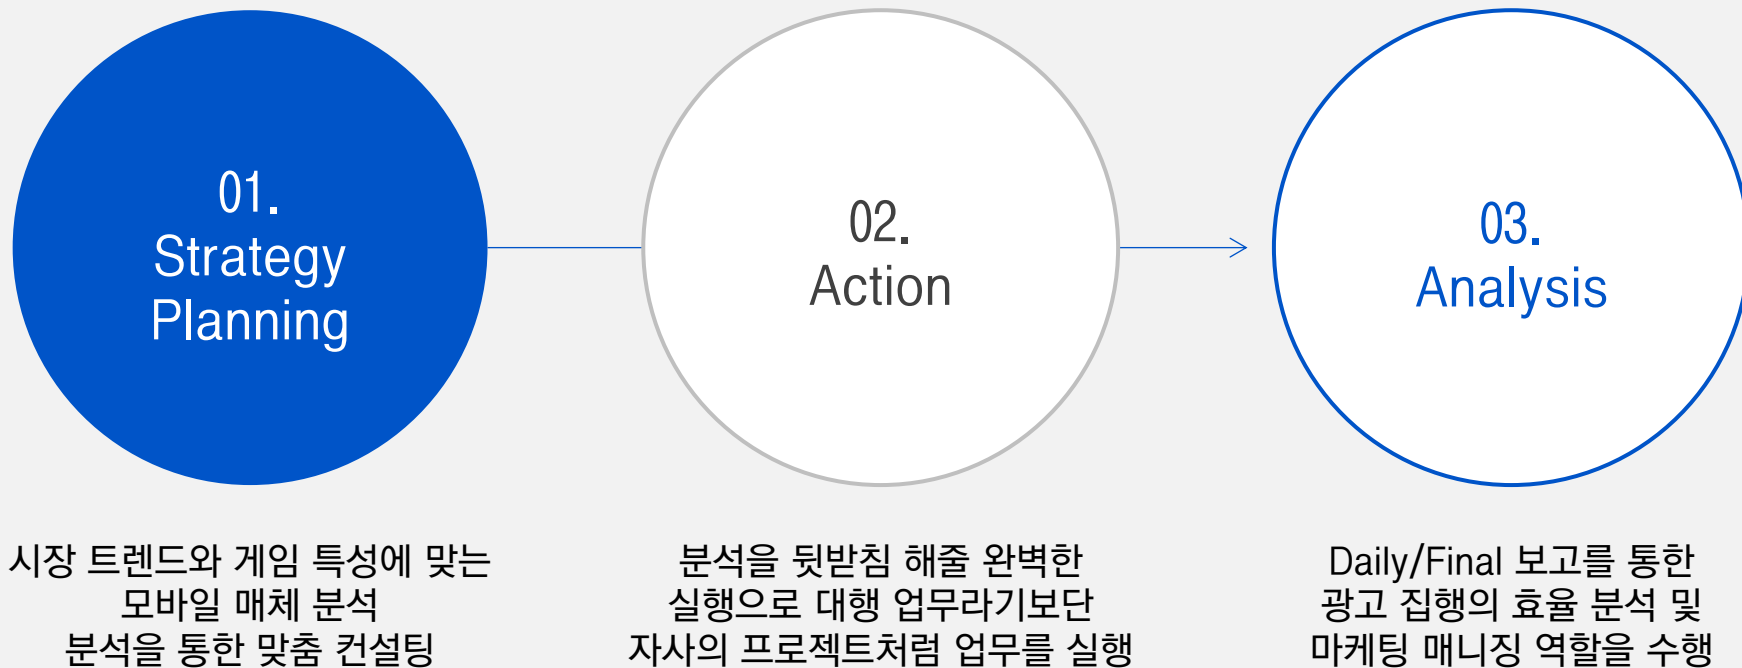 01.
Strategy
Planning
시장 트렌드와 게임 특성에 맞는
모바일 매체 분석
분석을 통한 맞춤 컨설팅
02.
Action
분석을 뒷받침 해줄 완벽한
실행으로 대행 업무라기보단
자사의 프로젝트처럼 업무를 실행
03.
Analysis
Daily/Final 보고를 통한
광고 집행의 효율 분석 및
마케팅 매니징 역할을 수행